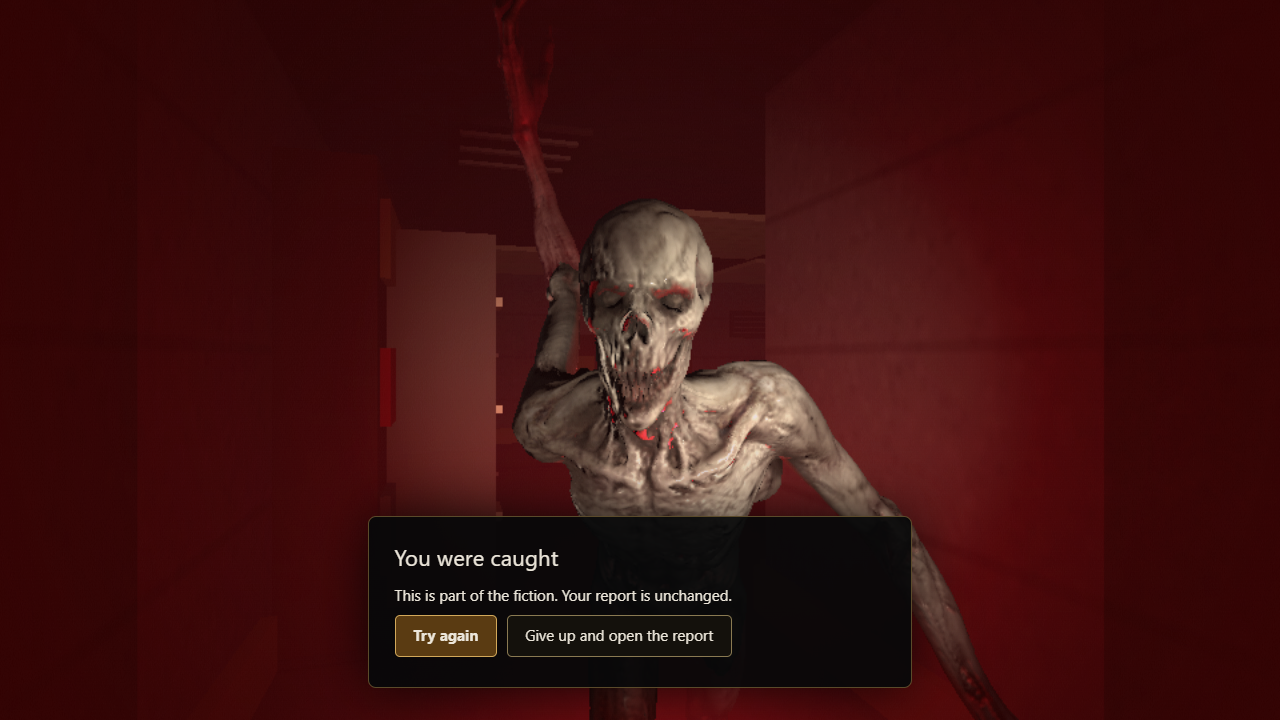 You were caught
This is part of the fiction. Your report is unchanged.
Try again
Give up and open the report